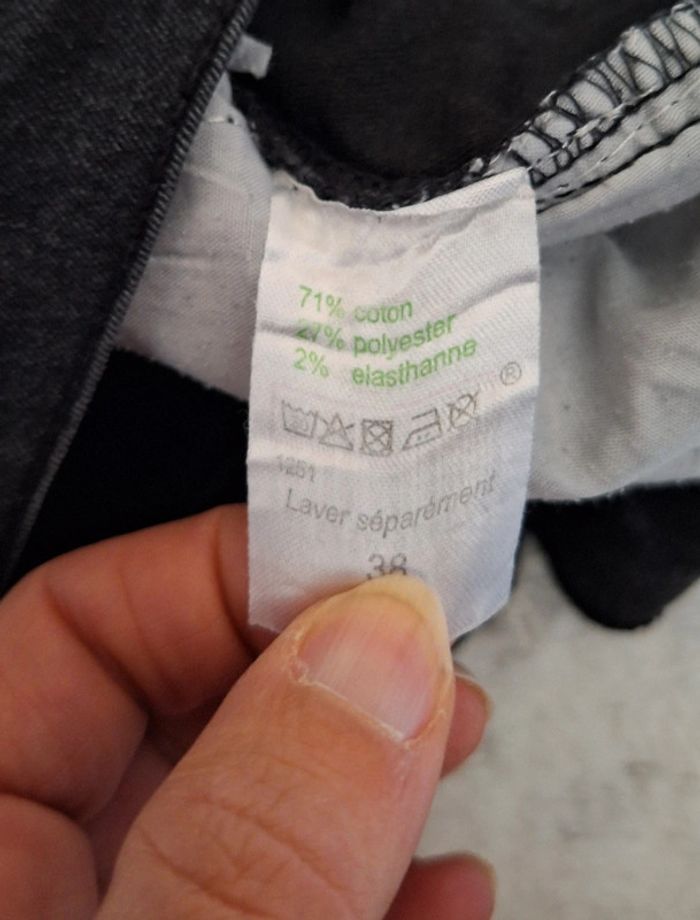 71% coton
27% polyester
2% elasthanne
®
1251
Laver séparément
38